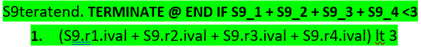 S9teratend. TERMINATE @ END IF S9_1 + S9_2 + S9_3 + S9_4 <3
1. (S9.r1.ival + S9.r2.ival + S9.r3.ival + S9.r4.ival) lt 3